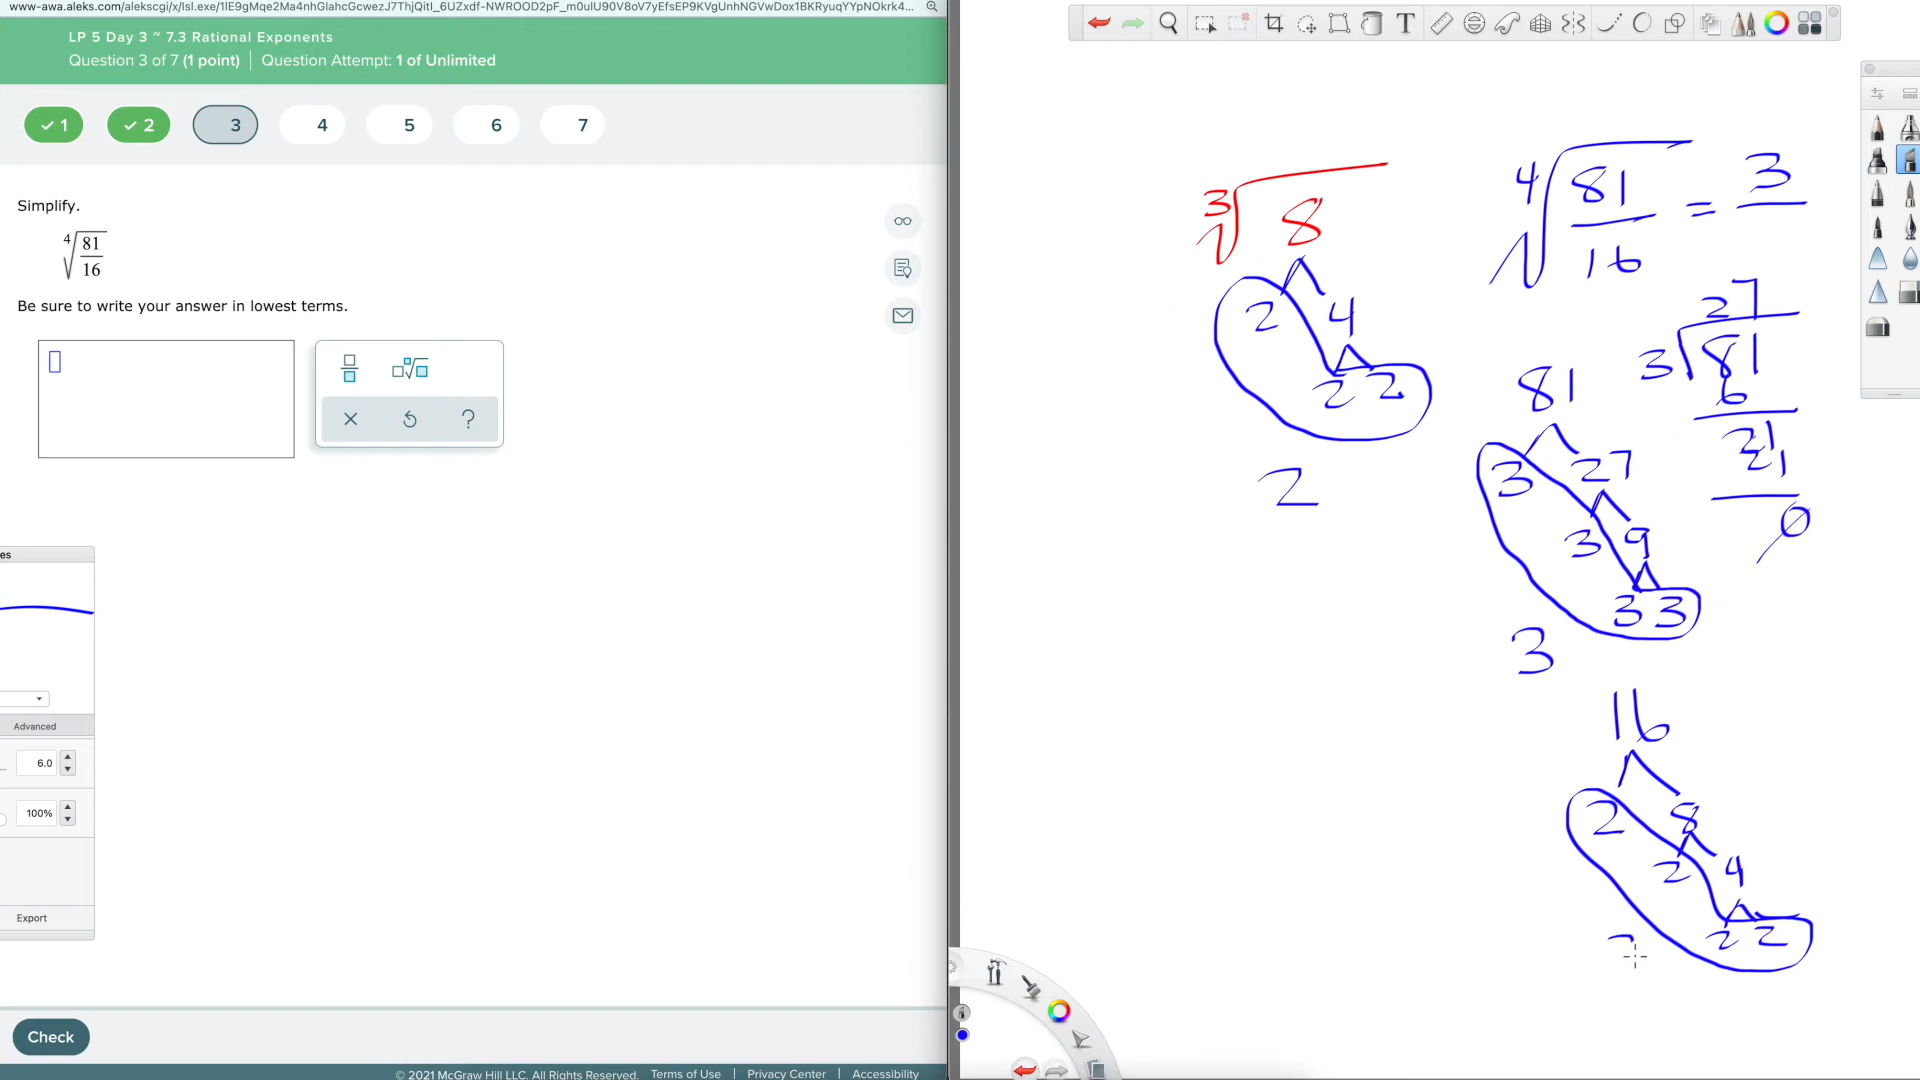 www-awa.aleks.com/alekscgi/x/Isl.exe/1IE9gMqe2Ma4nhGlahcGcwezJ7ThjQitI_6UZxdf-NWROOD2pF_m0uIU90V8oV7yEfsEP9KVgUnhNGVwDox1BKRyuqYYpNOkrk4...
LP 5 Day 3 ~ 7.3 Rational Exponents
Question 3 of 7 (1 point) | Question Attempt: 1 of Unlimited
✓ 1 ✓ 2 3 4 5 6 7
Simplify.
4√(81/16)
Be sure to write your answer in lowest terms.
✕ ↺ ?
es
Advanced
6.0
100%
Export
Check
© 2021 McGraw Hill LLC. All Rights Reserved. Terms of Use | Privacy Center | Accessibility
T
3√8
2 4
2 2
2
4√(81/16) = 3
27
3√81
6
21
21
0
81
3 27
3 9
3 3
3
16
2 8
2 4
2 2